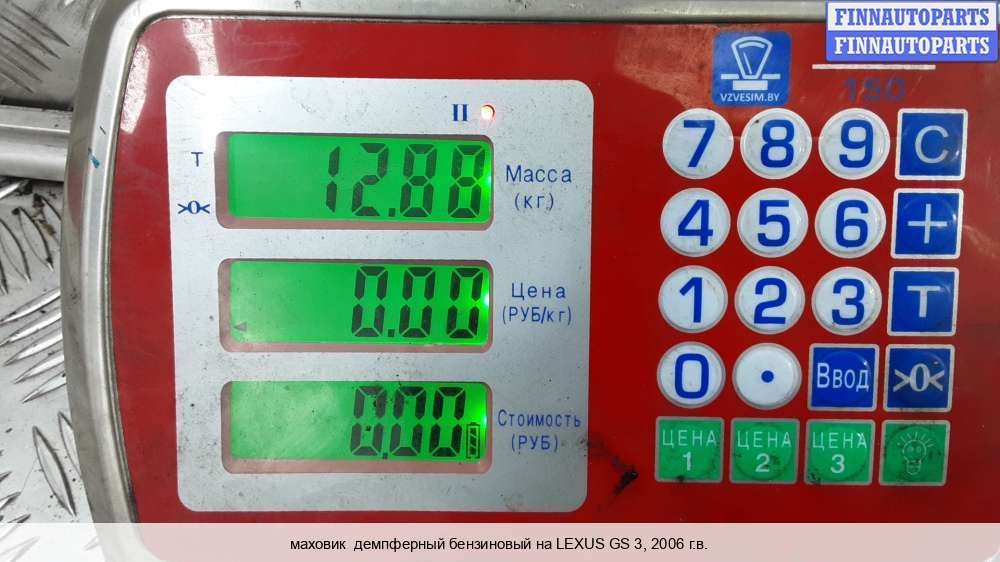 FINNAUTOPARTS
FINNAUTOPARTS
VZVESIM.BY
150
II
T
>0<
12.88
Масса
(кг)
0.00
Цена
(РУБ/кг)
0.00
Стоимость
(РУБ)
7 8 9 C
4 5 6 +
1 2 3 T
0 . Ввод >0<
ЦЕНА 1
ЦЕНА 2
ЦЕНА 3
маховик демпферный бензиновый на LEXUS GS 3, 2006 г.в.